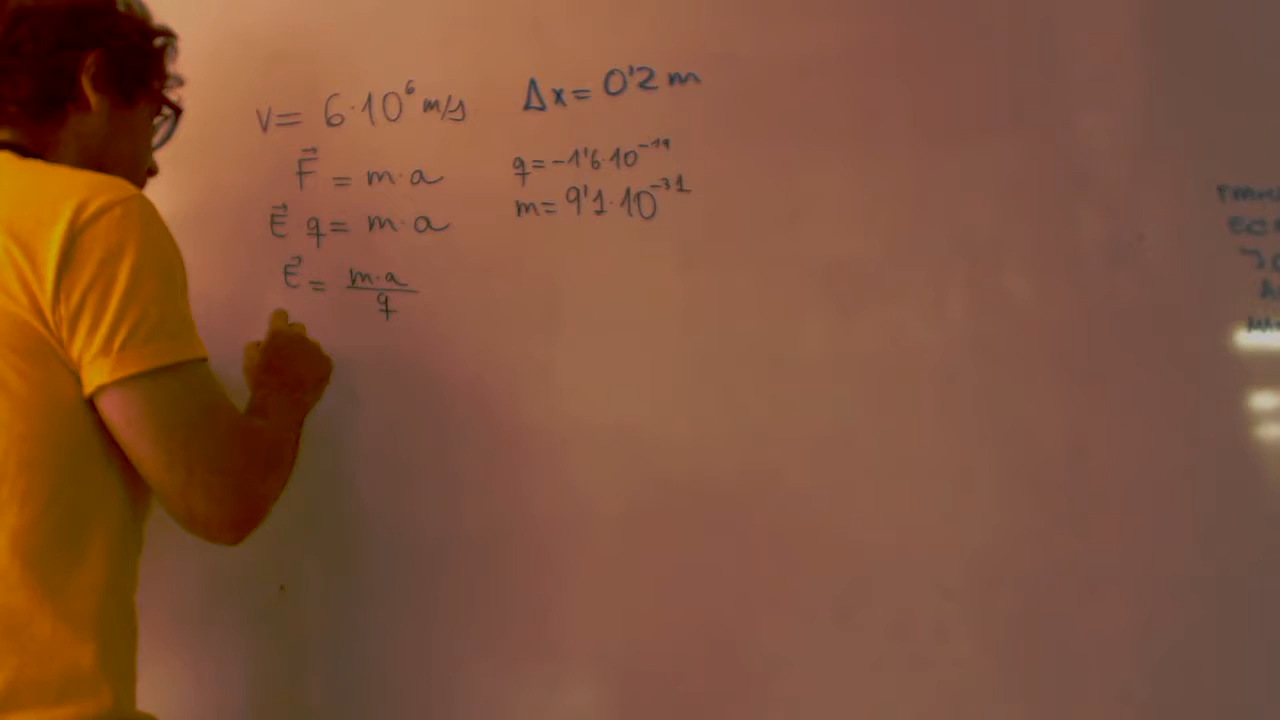 v= 6·10⁶ m/s
Δx= 0'2 m
F⃗ = m·a
q=-1'6·10⁻¹⁹
E⃗ q= m·a
m= 9'1·10⁻³¹
E⃗ = m·a / q